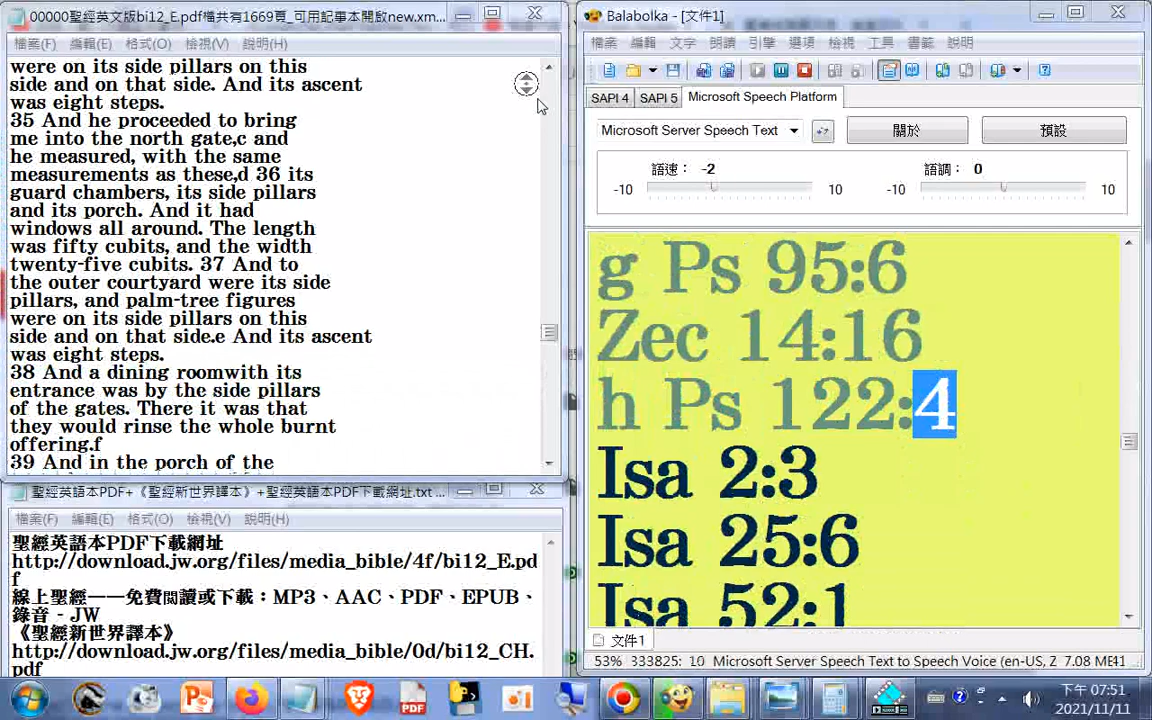 00000聖經英文版bi12_E.pdf檔共有1669頁_可用記事本開啟new.xm...
檔案(F) 編輯(E) 格式(O) 檢視(V) 說明(H)
were on its side pillars on this
side and on that side. And its ascent
was eight steps.
35 And he proceeded to bring
me into the north gate,c and
he measured, with the same
measurements as these,d 36 its
guard chambers, its side pillars
and its porch. And it had
windows all around. The length
was fifty cubits, and the width
twenty-five cubits. 37 And to
the outer courtyard were its side
pillars, and palm-tree figures
were on its side pillars on this
side and on that side.e And its ascent
was eight steps.
38 And a dining roomwith its
entrance was by the side pillars
of the gates. There it was that
they would rinse the whole burnt
offering.f
39 And in the porch of the
聖經英語本PDF+《聖經新世界譯本》+聖經英語本PDF下載網址.txt ...
檔案(F) 編輯(E) 格式(O) 檢視(V) 說明(H)
聖經英語本PDF下載網址
http://download.jw.org/files/media_bible/4f/bi12_E.pd
f
線上聖經——免費閱讀或下載：MP3、AAC、PDF、EPUB、
錄音 - JW
《聖經新世界譯本》
http://download.jw.org/files/media_bible/0d/bi12_CH.
pdf
Balabolka - [文件1]
檔案 編輯 文字 朗讀 引擎 選項 檢視 工具 書籤 說明
SAPI 4 SAPI 5 Microsoft Speech Platform
Microsoft Server Speech Text 關於 預設
語速： -2 語調： 0
-10 10 -10 10
g Ps 95:6
Zec 14:16
h Ps 122:4
Isa 2:3
Isa 25:6
Isa 52:1
文件1
53% 333825: 10 Microsoft Server Speech Text to Speech Voice (en-US, Z 7.08 ME41
下午 07:51
2021/11/11